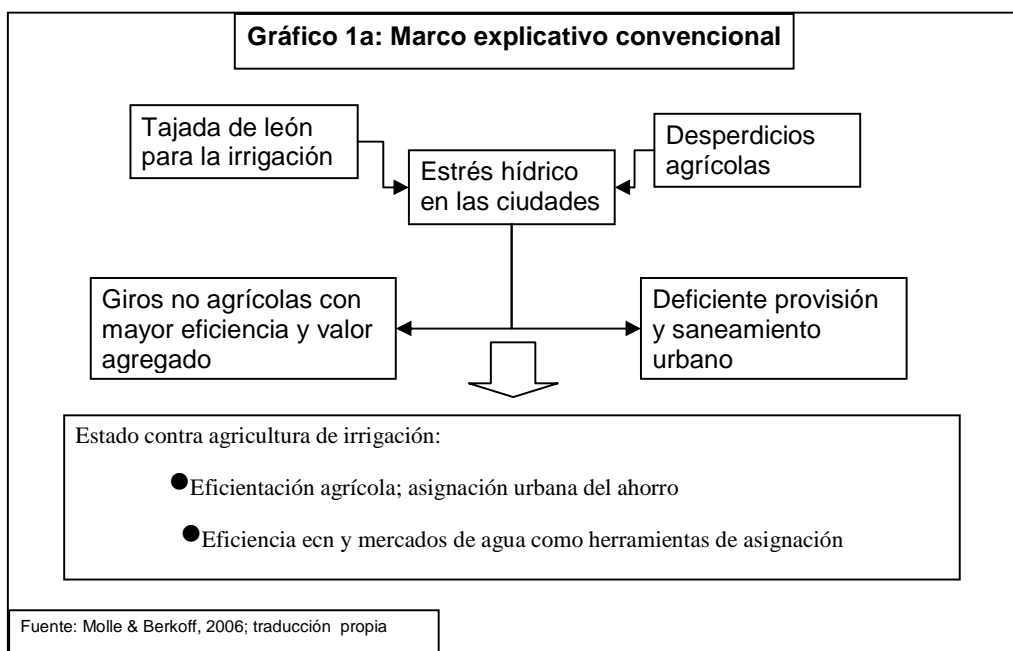 Gráfico 1a: Marco explicativo convencional
Tajada de león
para la irrigación
Desperdicios
agrícolas
Estrés hídrico
en las ciudades
Giros no agrícolas con
mayor eficiencia y valor
agregado
Deficiente provisión
y saneamiento
urbano
Estado contra agricultura de irrigación:
●Eficientación agrícola; asignación urbana del ahorro
●Eficiencia ecn y mercados de agua como herramientas de asignación
Fuente: Molle & Berkoff, 2006; traducción propia